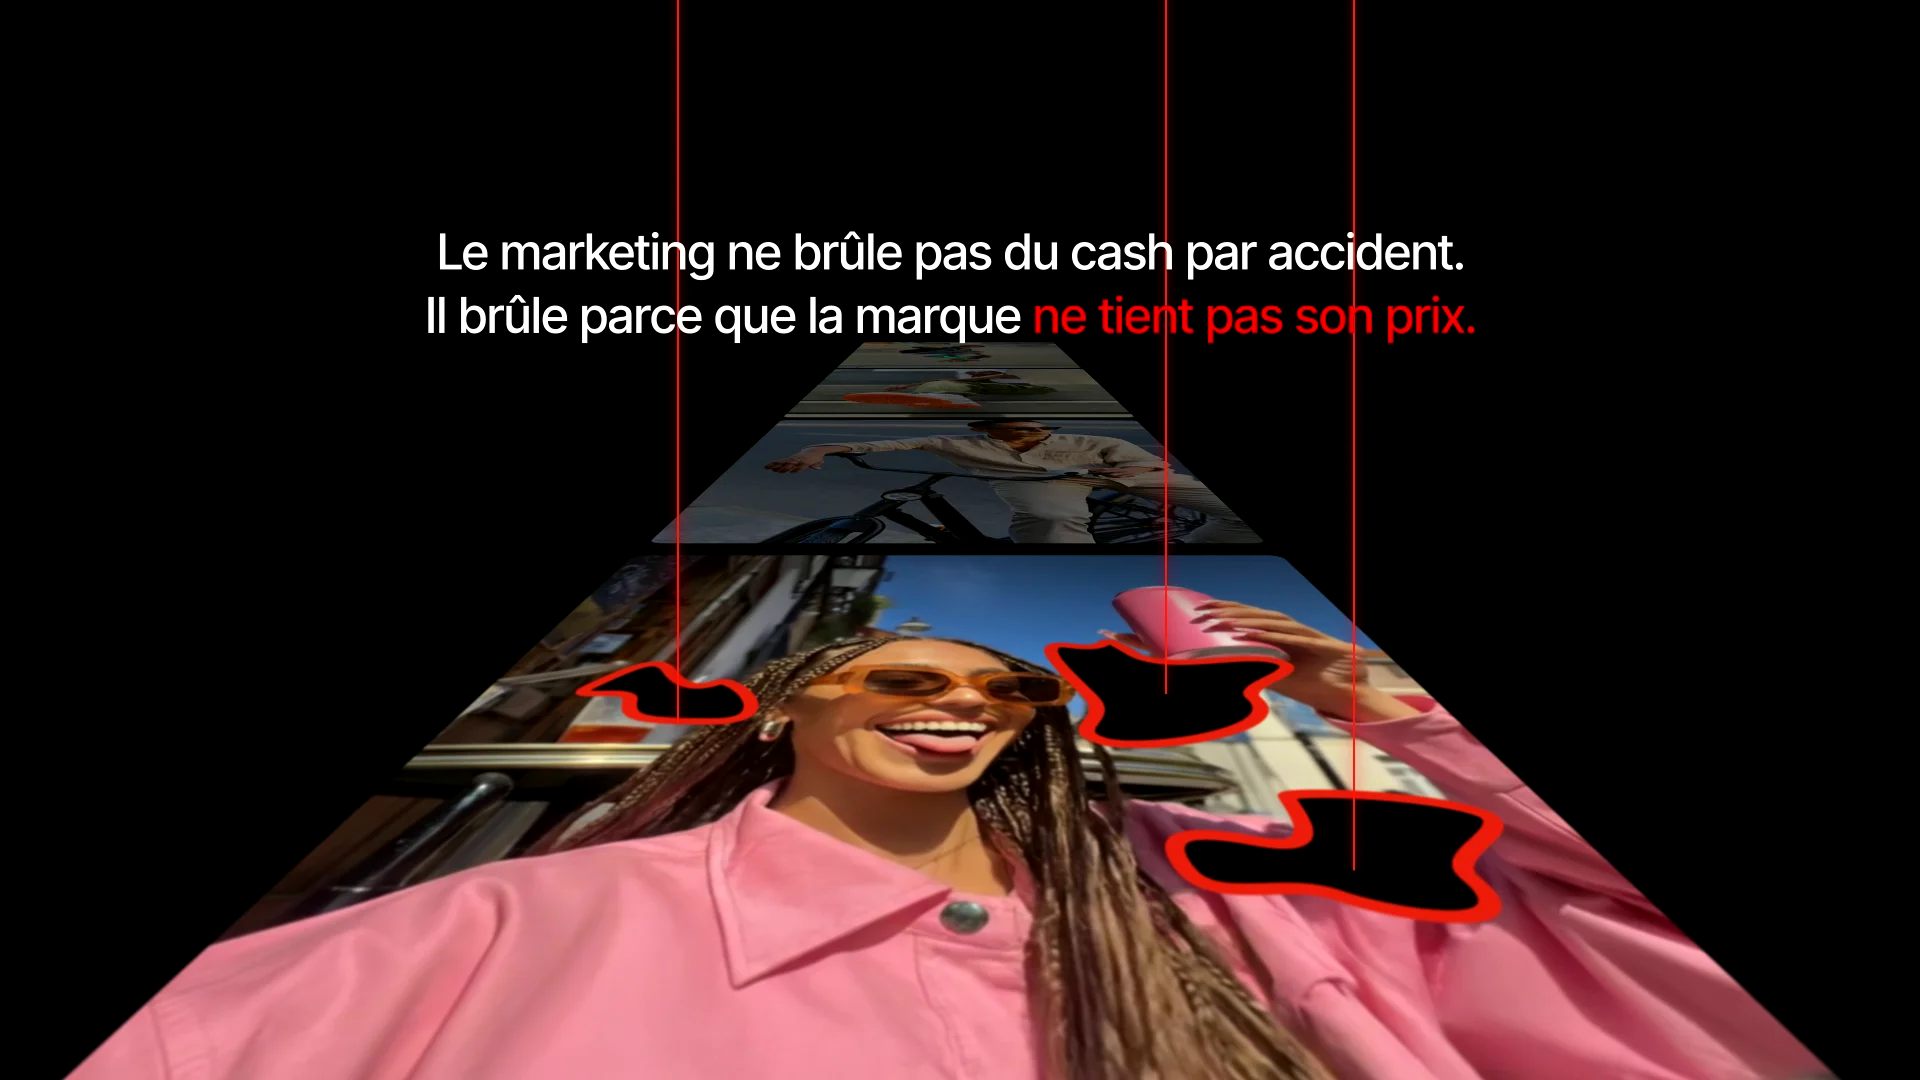 Le marketing ne brûle pas du cash par accident.
Il brûle parce que la marque ne tient pas son prix.